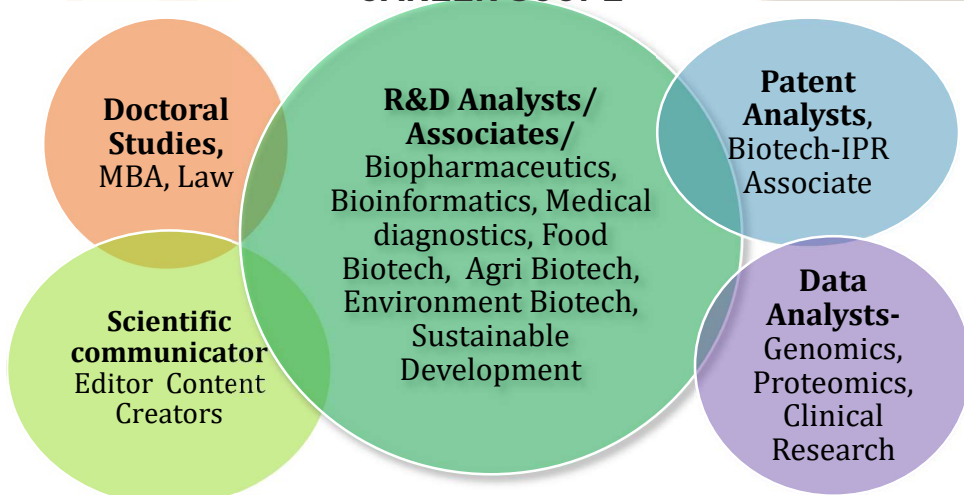 Doctoral
Studies,
MBA, Law
R&D Analysts/
Associates/
Biopharmaceutics,
Bioinformatics, Medical
diagnostics, Food
Biotech, Agri Biotech,
Environment Biotech,
Sustainable
Development
Patent
Analysts,
Biotech-IPR
Associate
Scientific
communicator
Editor Content
Creators
Data
Analysts-
Genomics,
Proteomics,
Clinical
Research